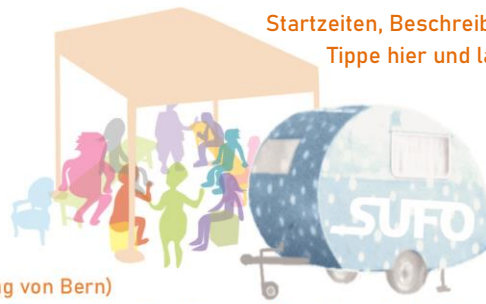 Startzeiten, Beschreib
Tippe hier und la
SUFO
g von Bern)